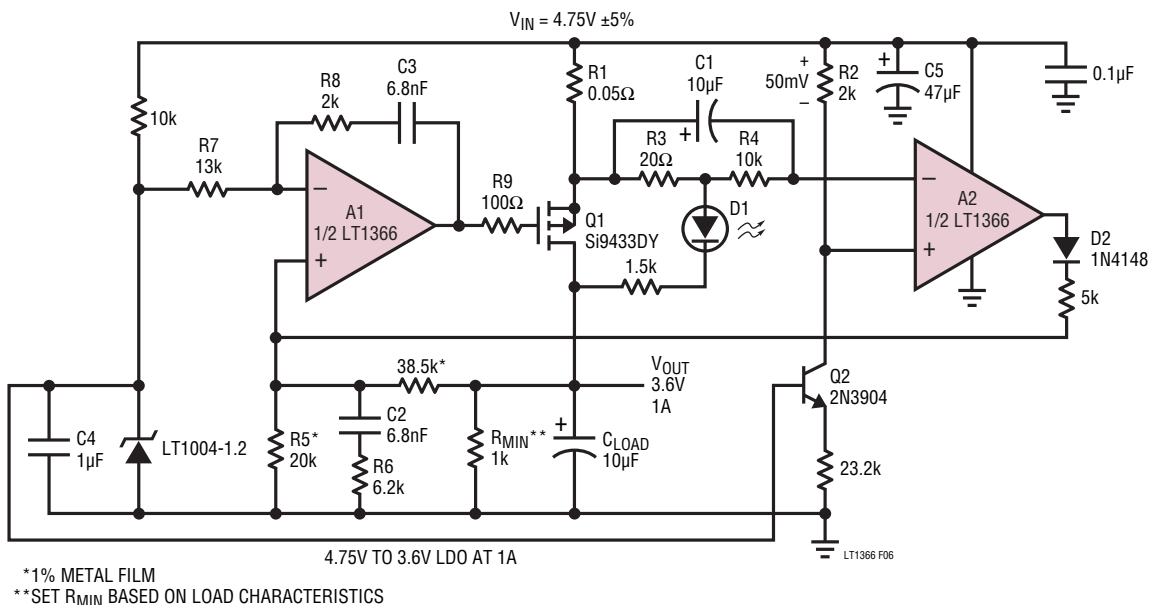 V_IN = 4.75V ±5%
10k
R8
2k
C3
6.8nF
R1
0.05Ω
C1
10µF
+
+
50mV
–
R2
2k
+
C5
47µF
0.1µF
R7
13k
R3
20Ω
R4
10k
–
A1
1/2 LT1366
+
R9
100Ω
Q1
Si9433DY
D1
–
A2
1/2 LT1366
+
D2
1N4148
5k
1.5k
38.5k*
V_OUT
3.6V
1A
Q2
2N3904
C4
1µF
LT1004-1.2
R5*
20k
C2
6.8nF
R6
6.2k
R_MIN**
1k
+
C_LOAD
10µF
23.2k
4.75V TO 3.6V LDO AT 1A
LT1366 F06
*1% METAL FILM
**SET R_MIN BASED ON LOAD CHARACTERISTICS